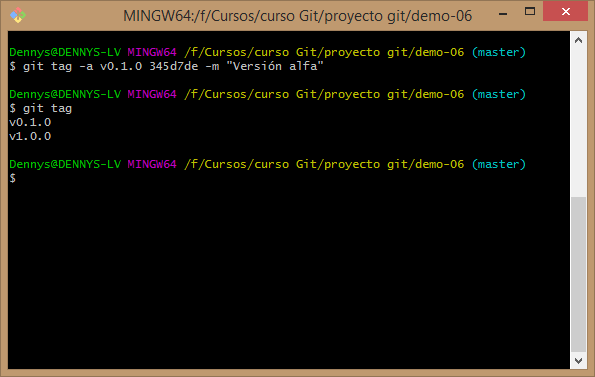 MINGW64:/f/Cursos/curso Git/proyecto git/demo-06
Dennys@DENNYS-LV MINGW64 /f/Cursos/curso Git/proyecto git/demo-06 (master)
$ git tag -a v0.1.0 345d7de -m "Versión alfa"
Dennys@DENNYS-LV MINGW64 /f/Cursos/curso Git/proyecto git/demo-06 (master)
$ git tag
v0.1.0
v1.0.0
Dennys@DENNYS-LV MINGW64 /f/Cursos/curso Git/proyecto git/demo-06 (master)
$